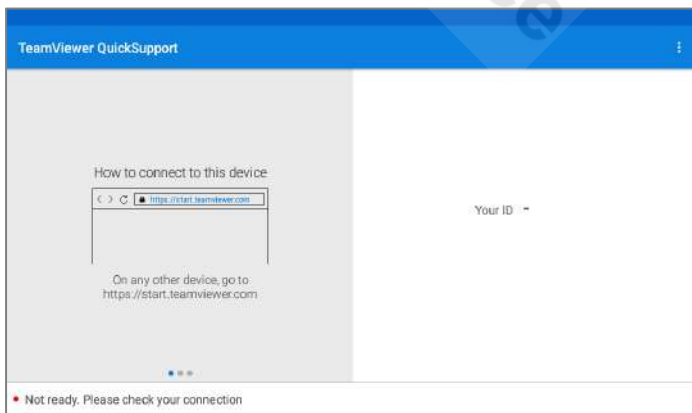 TeamViewer QuickSupport
How to connect to this device
https://start.teamviewer.com
On any other device, go to
https://start.teamviewer.com
Your ID -
Not ready. Please check your connection